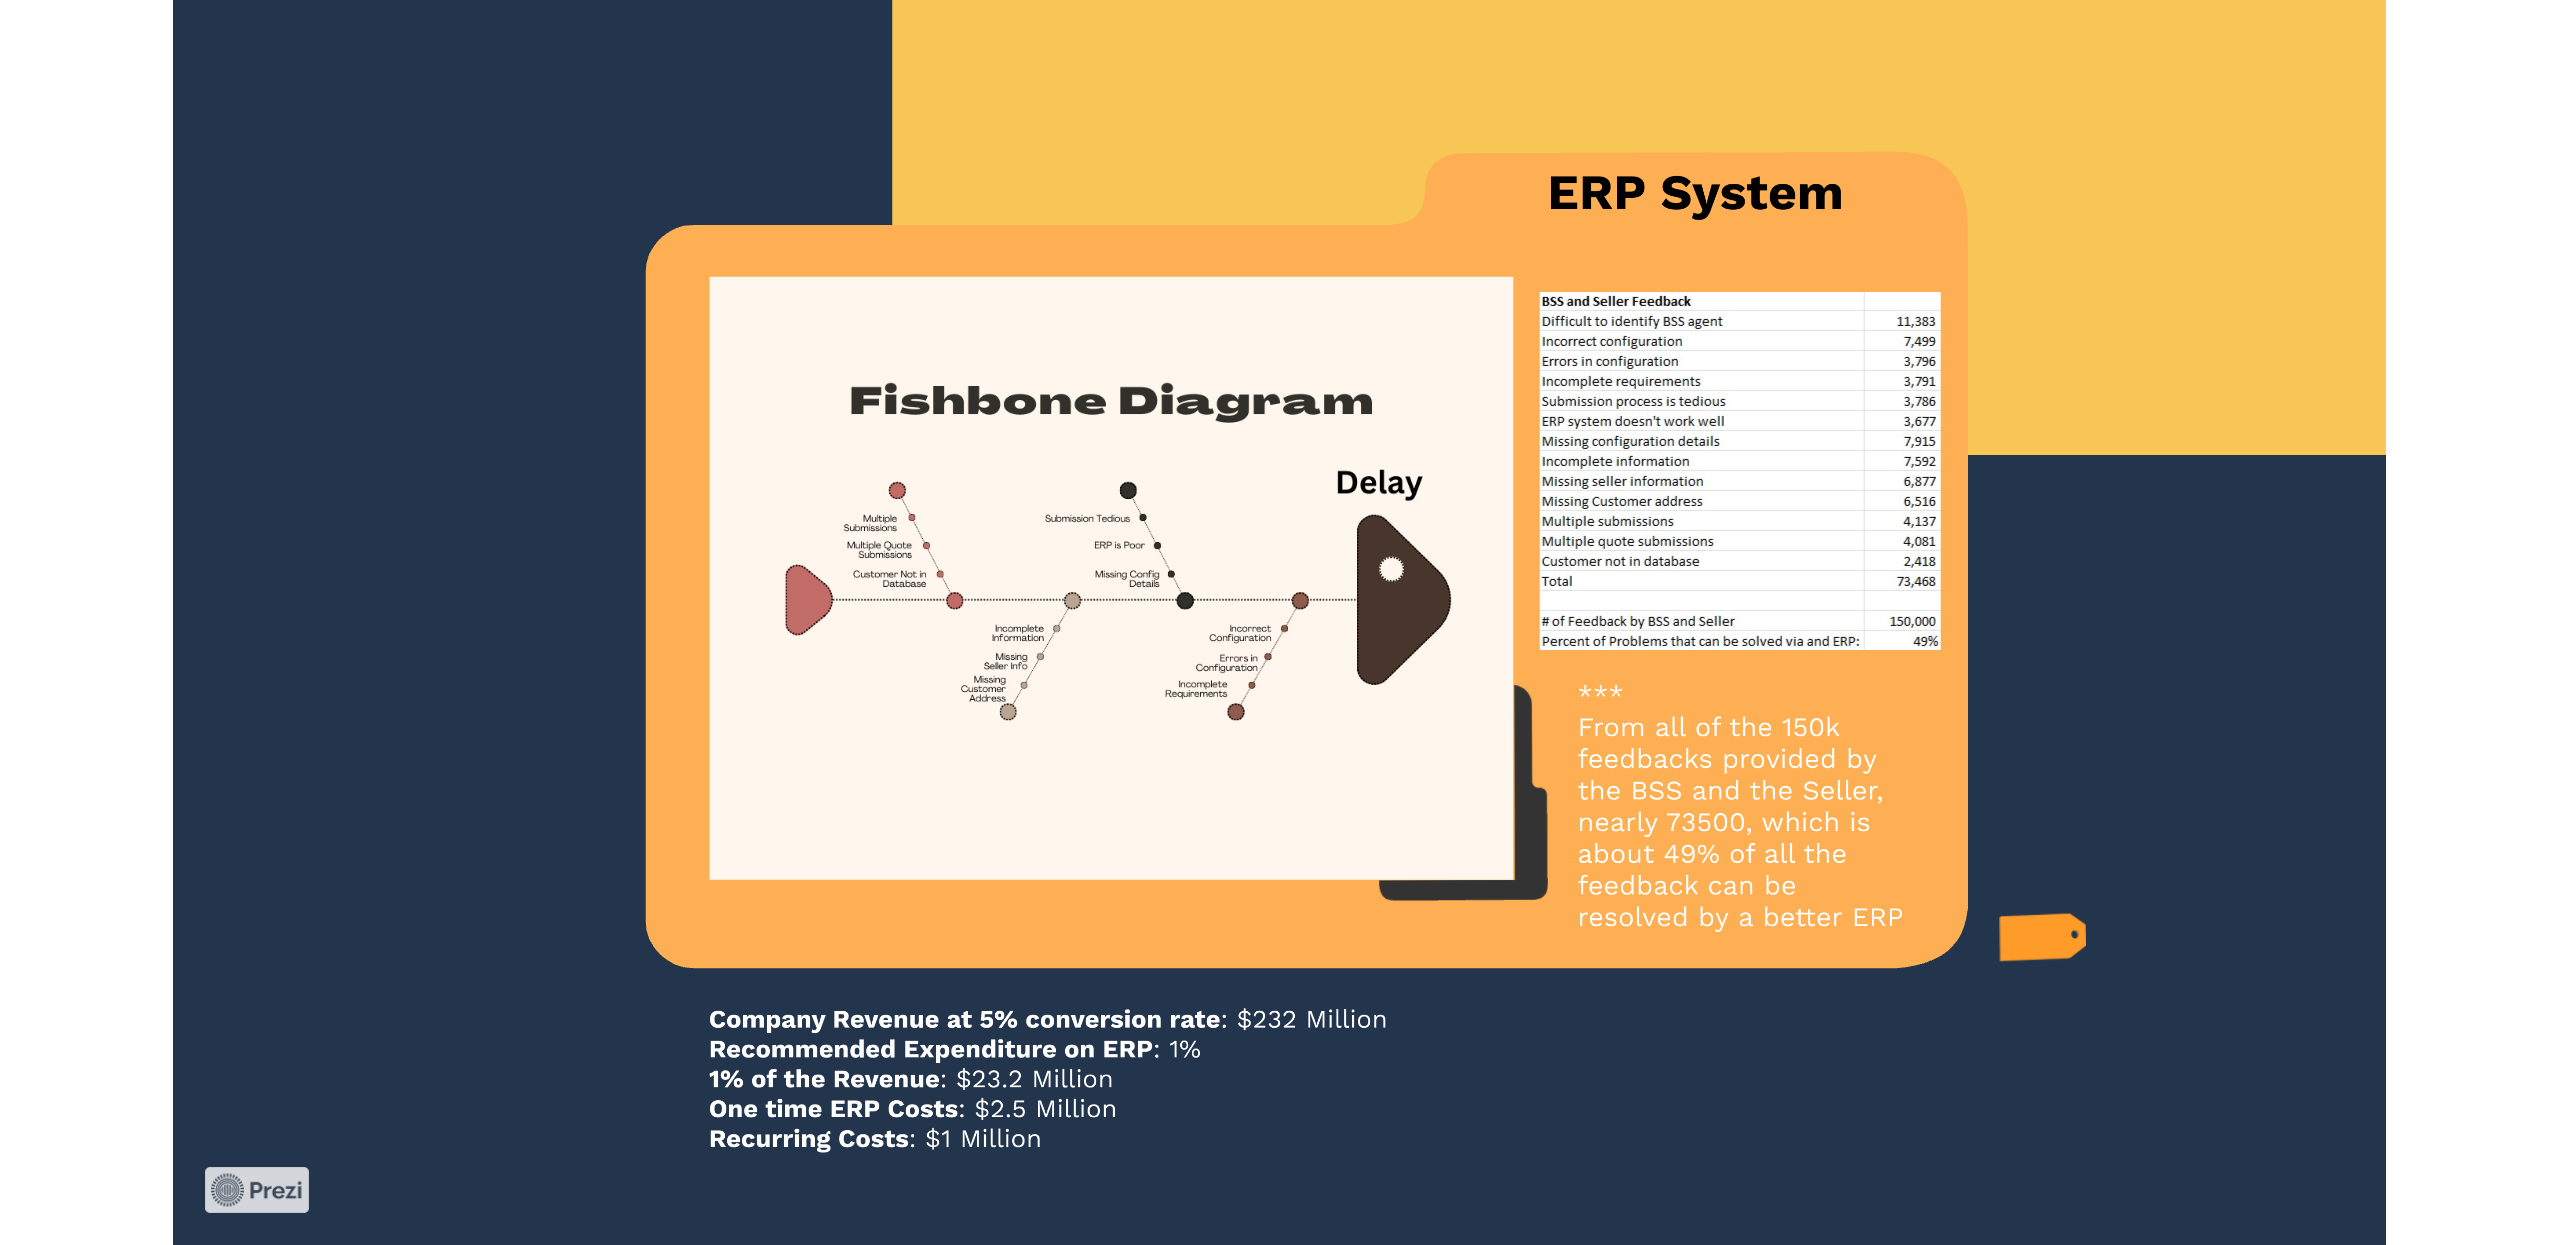 ERP System
Fishbone Diagram
Delay
Multiple
Submissions
Multiple Quote
Submissions
Customer Not in
Database
Submission Tedious
ERP is Poor
Missing Config
Details
Incomplete
Information
Missing
Seller Info
Missing
Customer
Address
Incorrect
Configuration
Errors in
Configuration
Incomplete
Requirements
BSS and Seller Feedback
Difficult to identify BSS agent 11,383
Incorrect configuration 7,499
Errors in configuration 3,796
Incomplete requirements 3,791
Submission process is tedious 3,786
ERP system doesn't work well 3,677
Missing configuration details 7,915
Incomplete information 7,592
Missing seller information 6,877
Missing Customer address 6,516
Multiple submissions 4,137
Multiple quote submissions 4,081
Customer not in database 2,418
Total 73,468
# of Feedback by BSS and Seller 150,000
Percent of Problems that can be solved via and ERP: 49%
***
From all of the 150k
feedbacks provided by
the BSS and the Seller,
nearly 73500, which is
about 49% of all the
feedback can be
resolved by a better ERP
Company Revenue at 5% conversion rate: $232 Million
Recommended Expenditure on ERP: 1%
1% of the Revenue: $23.2 Million
One time ERP Costs: $2.5 Million
Recurring Costs: $1 Million
Prezi